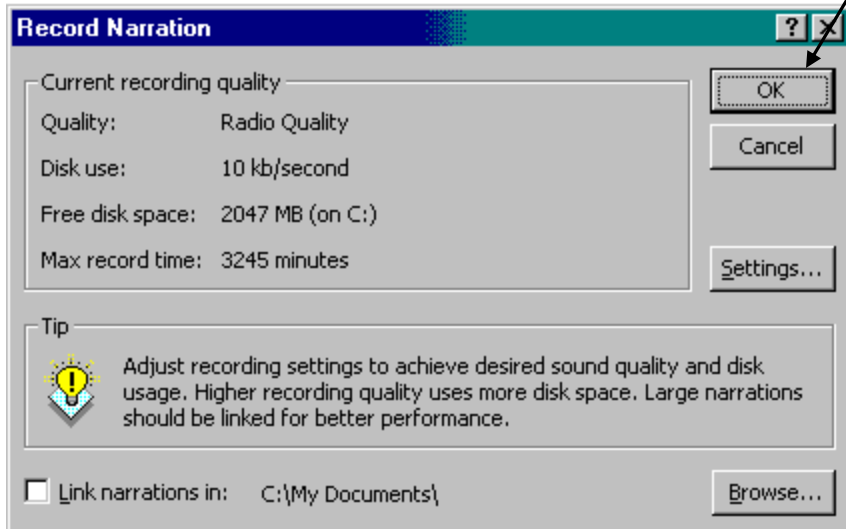 Record Narration
Current recording quality
Quality: Radio Quality
Disk use: 10 kb/second
Free disk space: 2047 MB (on C:)
Max record time: 3245 minutes
OK
Cancel
Settings...
Tip
Adjust recording settings to achieve desired sound quality and disk
usage. Higher recording quality uses more disk space. Large narrations
should be linked for better performance.
Link narrations in: C:\My Documents\
Browse...